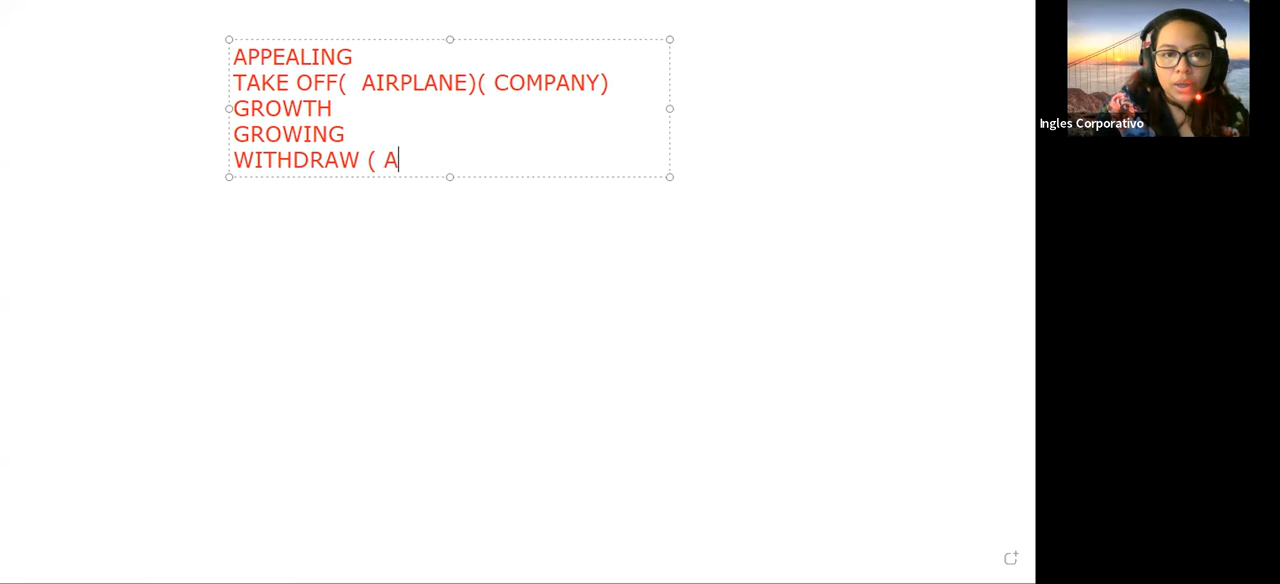 APPEALING
TAKE OFF(  AIRPLANE)( COMPANY)
GROWTH
GROWING
WITHDRAW ( A
Ingles Corporativo